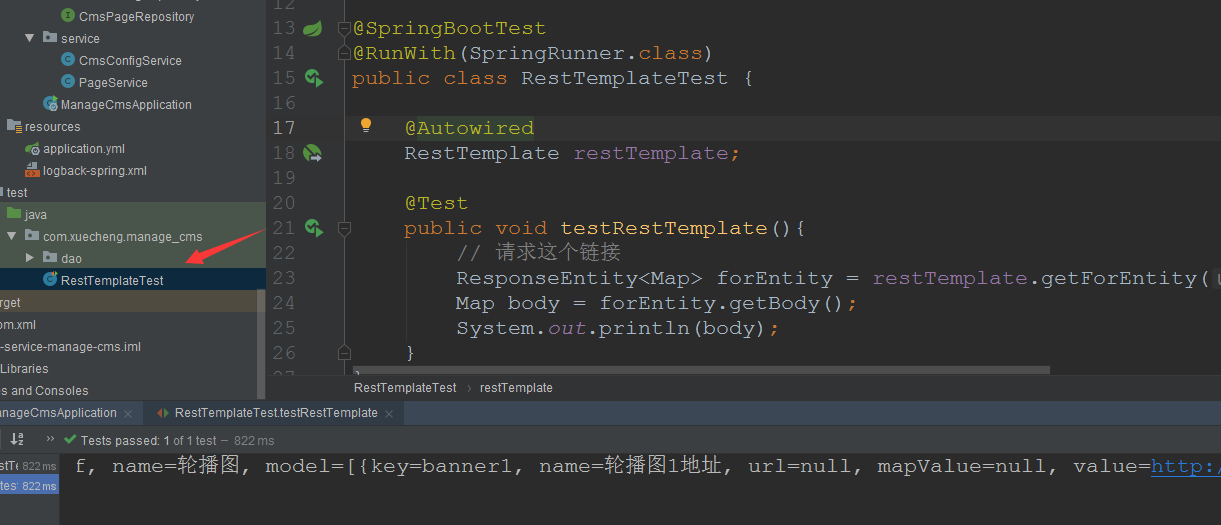 CmsPageRepository
service
CmsConfigService
PageService
ManageCmsApplication
resources
application.yml
logback-spring.xml
test
java
com.xuecheng.manage_cms
dao
RestTemplateTest
rget
om.xml
-service-manage-cms.iml
Libraries
s and Consoles
12
13 @SpringBootTest
14 @RunWith(SpringRunner.class)
15 public class RestTemplateTest {
16
17 @Autowired
18 RestTemplate restTemplate;
19
20 @Test
21 public void testRestTemplate(){
22 // 请求这个链接
23 ResponseEntity<Map> forEntity = restTemplate.getForEntity( u
24 Map body = forEntity.getBody();
25 System.out.println(body);
26 }
27 }
RestTemplateTest › restTemplate
anageCmsApplication × RestTemplateTest.testRestTemplate ×
» Tests passed: 1 of 1 test – 822 ms
stTe 822 ms
tes 822 ms
f, name=轮播图, model=[{key=banner1, name=轮播图1地址, url=null, mapValue=null, value=http:/